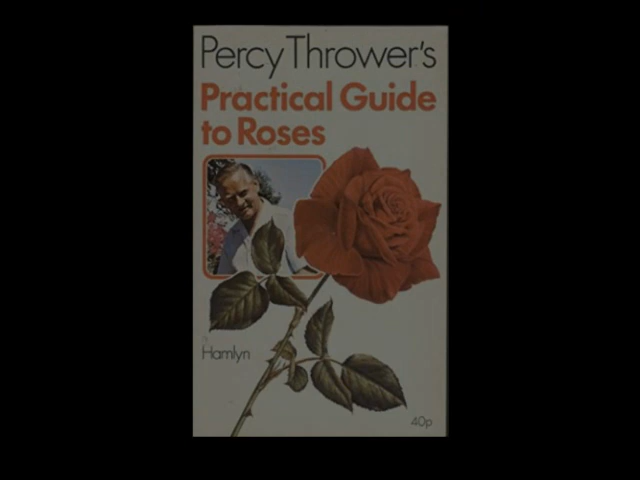 Percy Thrower's
Practical Guide
to Roses
Hamlyn
40p